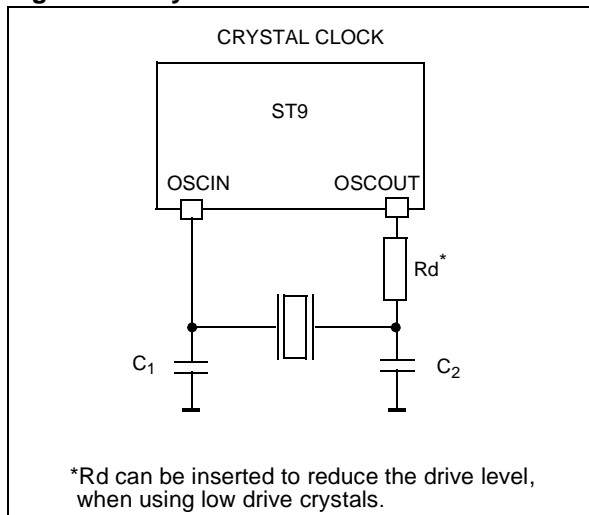 CRYSTAL CLOCK
ST9
OSCIN OSCOUT
Rd*
C1 C2
*Rd can be inserted to reduce the drive level,
when using low drive crystals.